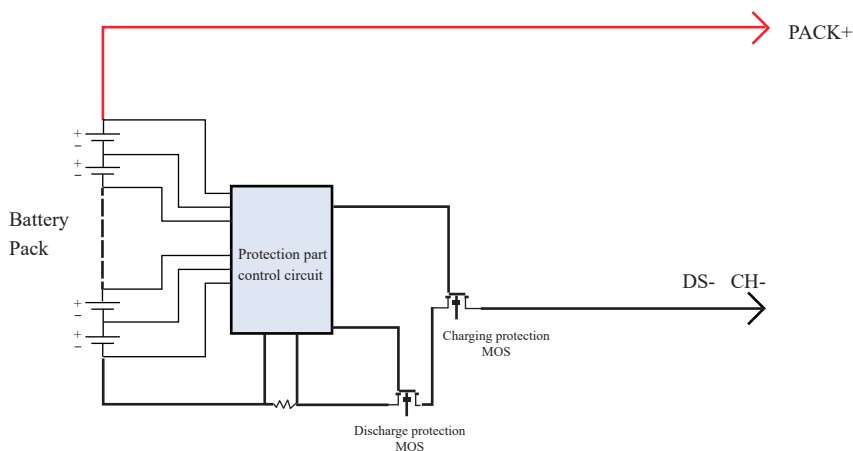 PACK+
+
−
+
−
Battery
Pack
Protection part
control circuit
+
−
+
−
DS- CH-
Charging protection
MOS
Discharge protection
MOS